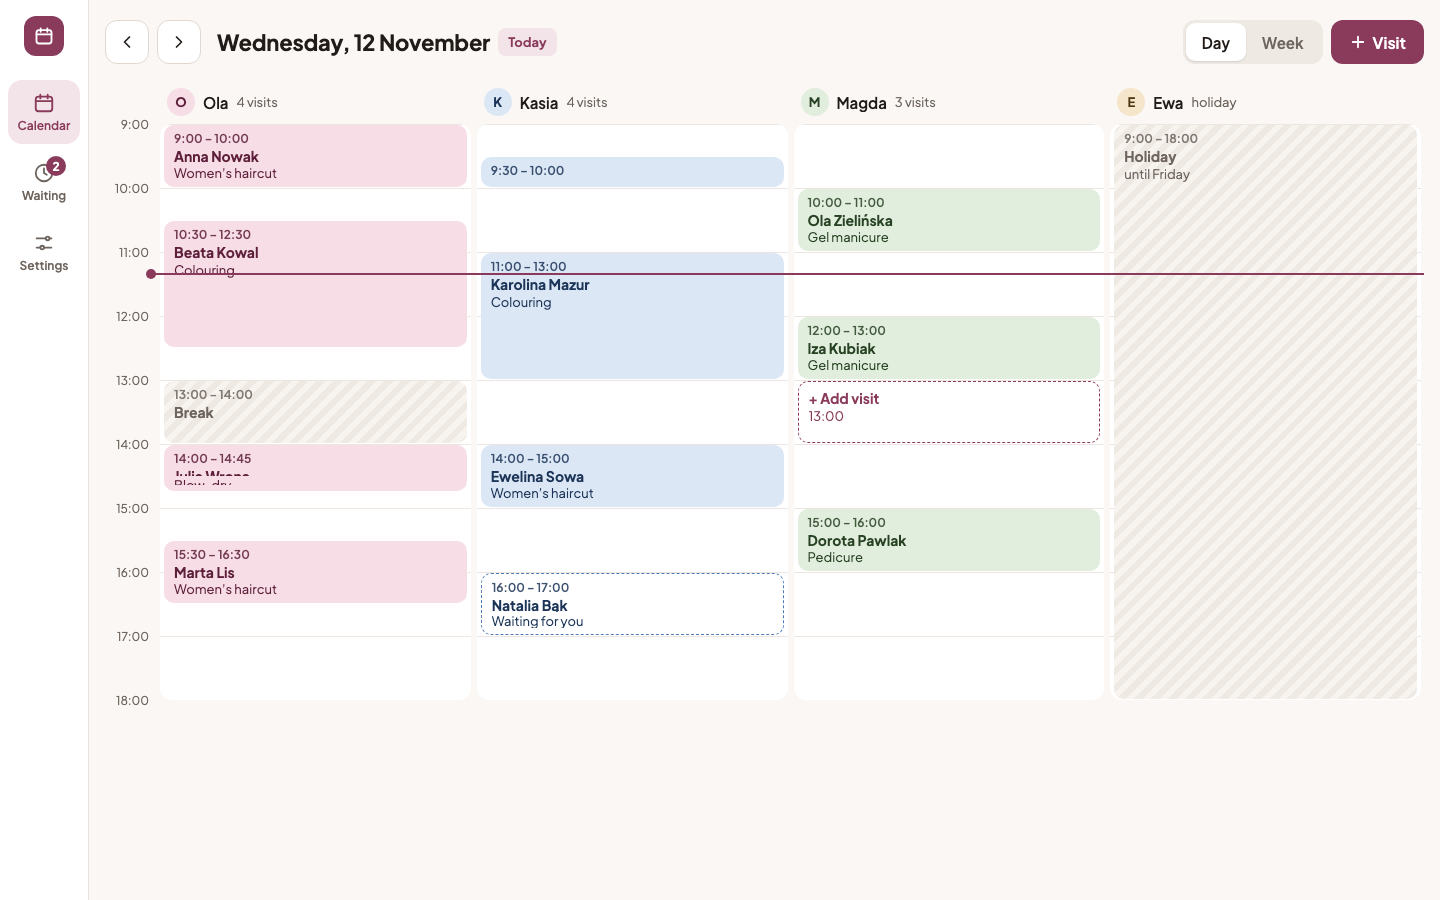 Wednesday, 12 November
Today
Day
Week
+ Visit
Calendar
2
Waiting
Settings
O Ola 4 visits
K Kasia 4 visits
M Magda 3 visits
E Ewa holiday
9:00
10:00
11:00
12:00
13:00
14:00
15:00
16:00
17:00
18:00
9:00 – 10:00
Anna Nowak
Women's haircut
10:30 – 12:30
Beata Kowal
Colouring
13:00 – 14:00
Break
14:00 – 14:45
Blow-dry
15:30 – 16:30
Marta Lis
Women's haircut
9:30 – 10:00
11:00 – 13:00
Karolina Mazur
Colouring
14:00 – 15:00
Ewelina Sowa
Women's haircut
16:00 – 17:00
Natalia Bąk
Waiting for you
10:00 – 11:00
Ola Zielińska
Gel manicure
12:00 – 13:00
Iza Kubiak
Gel manicure
+ Add visit
13:00
15:00 – 16:00
Dorota Pawlak
Pedicure
9:00 – 18:00
Holiday
until Friday